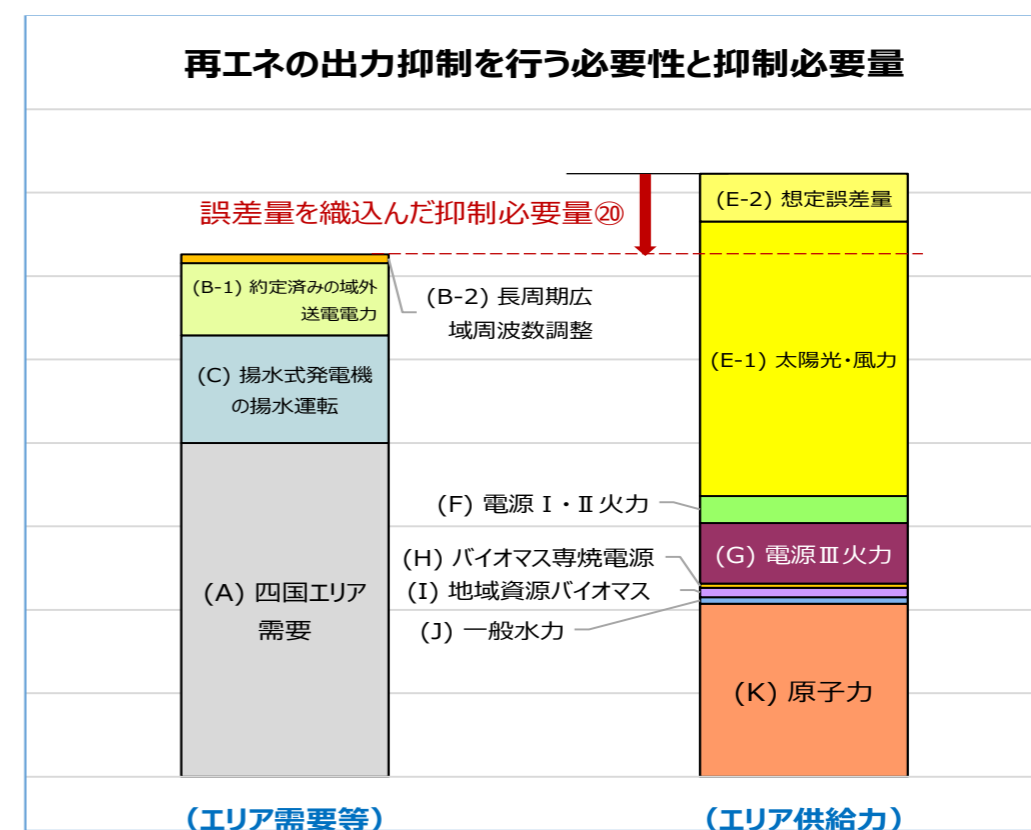 再エネの出力抑制を行う必要性と抑制必要量
誤差量を織込んだ抑制必要量⑳
(E-2) 想定誤差量
(B-1) 約定済みの域外
送電電力
(B-2) 長周期広
域周波数調整
(C) 揚水式発電機
の揚水運転
(E-1) 太陽光・風力
(F) 電源Ⅰ・Ⅱ火力
(G) 電源Ⅲ火力
(H) バイオマス専焼電源
(I) 地域資源バイオマス
(J) 一般水力
(A) 四国エリア
需要
(K) 原子力
(エリア需要等)
(エリア供給力)